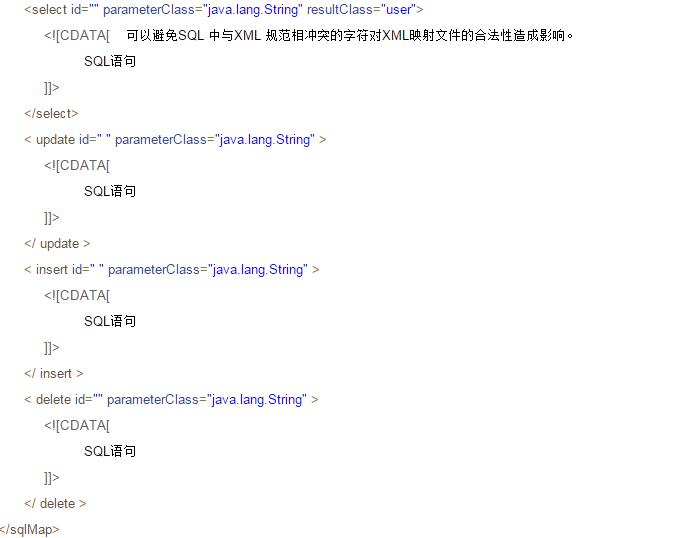 <select id="" parameterClass="java.lang.String" resultClass="user">
<![CDATA[ 可以避免SQL 中与XML 规范相冲突的字符对XML映射文件的合法性造成影响。
SQL语句
]]>
</select>
< update id=" " parameterClass="java.lang.String" >
<![CDATA[
SQL语句
]]>
</ update >
< insert id=" " parameterClass="java.lang.String" >
<![CDATA[
SQL语句
]]>
</ insert >
< delete id="" parameterClass="java.lang.String" >
<![CDATA[
SQL语句
]]>
</ delete >
</sqlMap>